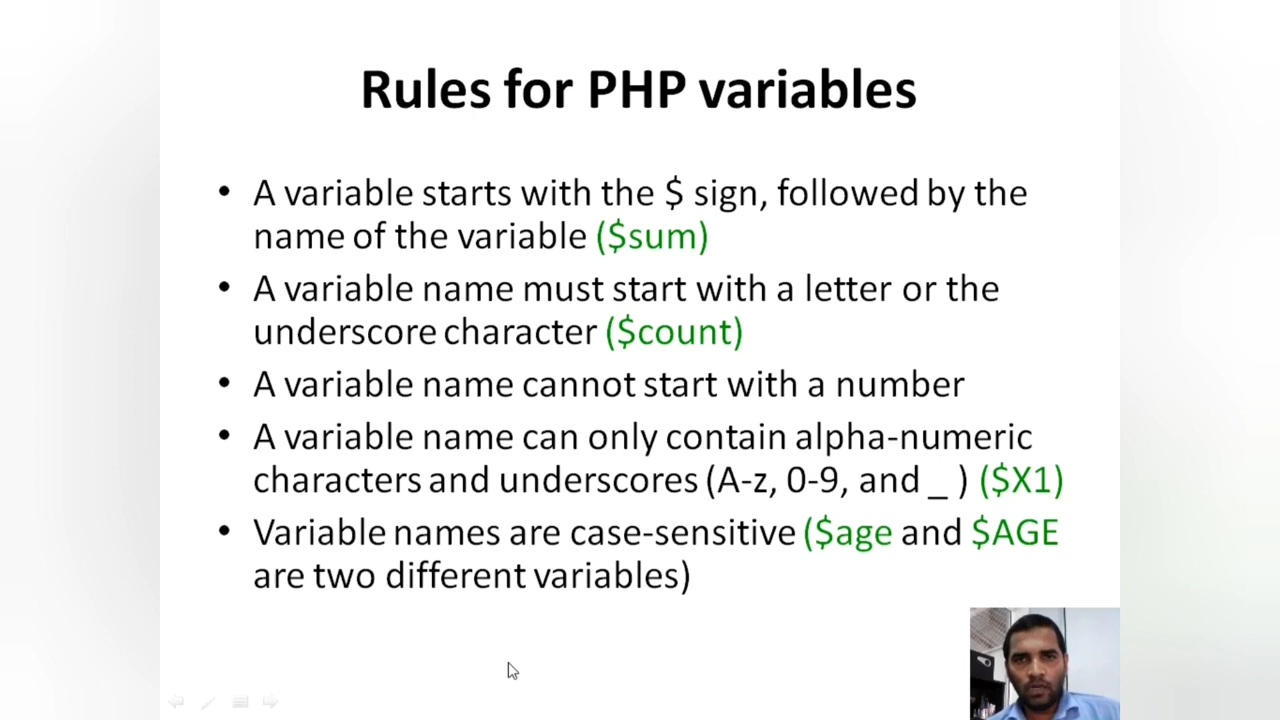 Rules for PHP variables
• A variable starts with the $ sign, followed by the
name of the variable ($sum)
• A variable name must start with a letter or the
underscore character ($count)
• A variable name cannot start with a number
• A variable name can only contain alpha-numeric
characters and underscores (A-z, 0-9, and _ ) ($X1)
• Variable names are case-sensitive ($age and $AGE
are two different variables)